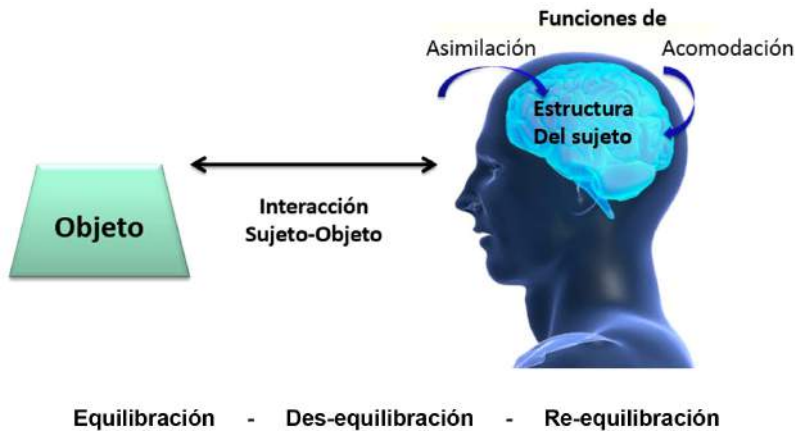 Funciones de
Asimilación
Acomodación
Estructura
Del sujeto
Objeto
Interacción
Sujeto-Objeto
Equilibración - Des-equilibración - Re-equilibración